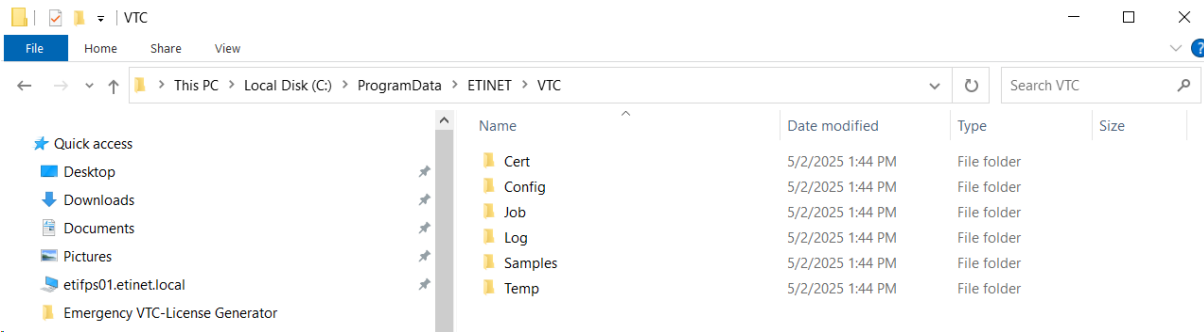 VTC
File Home Share View
This PC Local Disk (C:) ProgramData ETINET VTC
Search VTC
Quick access
Desktop
Downloads
Documents
Pictures
etifps01.etinet.local
Emergency VTC-License Generator
Name Date modified Type Size
Cert 5/2/2025 1:44 PM File folder
Config 5/2/2025 1:44 PM File folder
Job 5/2/2025 1:44 PM File folder
Log 5/2/2025 1:44 PM File folder
Samples 5/2/2025 1:44 PM File folder
Temp 5/2/2025 1:44 PM File folder